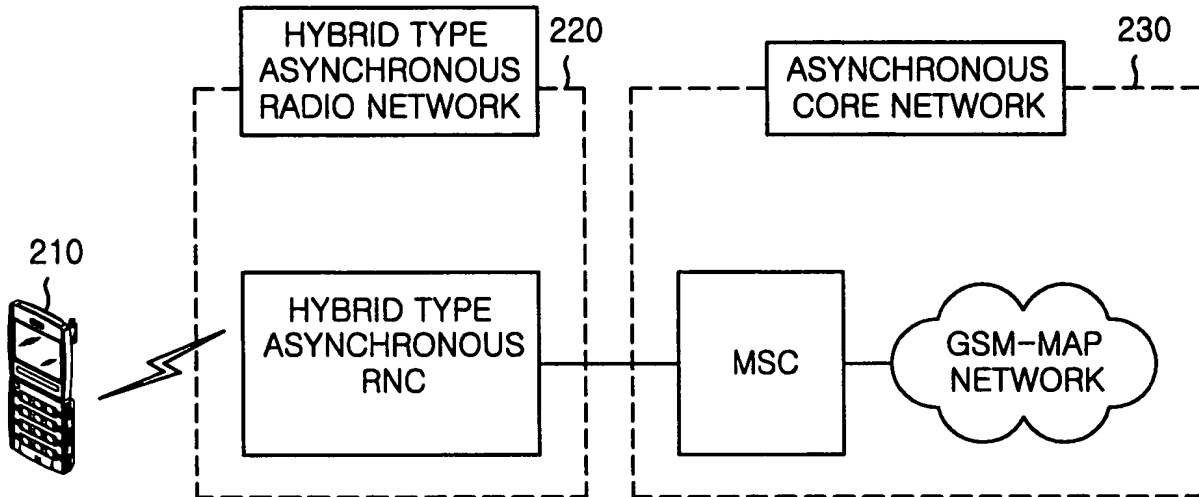 HYBRID TYPE
ASYNCHRONOUS
RADIO NETWORK
220
ASYNCHRONOUS
CORE NETWORK
230
210
HYBRID TYPE
ASYNCHRONOUS
RNC
MSC
GSM-MAP
NETWORK